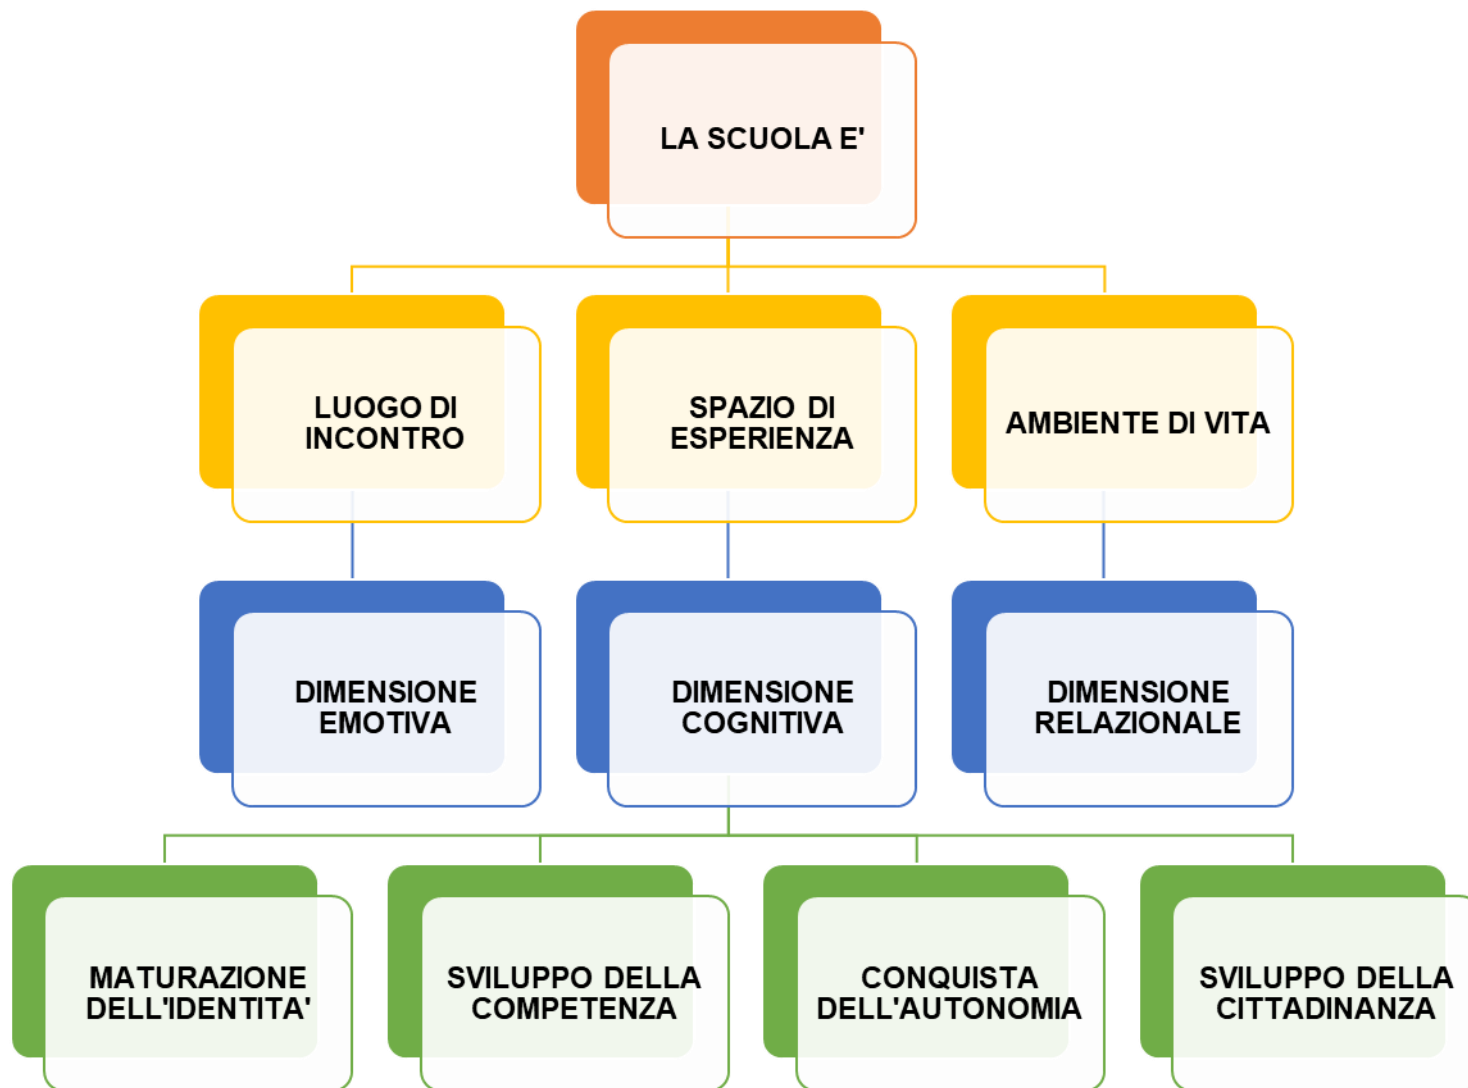 LA SCUOLA E'
LUOGO DI
INCONTRO
SPAZIO DI
ESPERIENZA
AMBIENTE DI VITA
DIMENSIONE
EMOTIVA
DIMENSIONE
COGNITIVA
DIMENSIONE
RELAZIONALE
MATURAZIONE
DELL'IDENTITA'
SVILUPPO DELLA
COMPETENZA
CONQUISTA
DELL'AUTONOMIA
SVILUPPO DELLA
CITTADINANZA